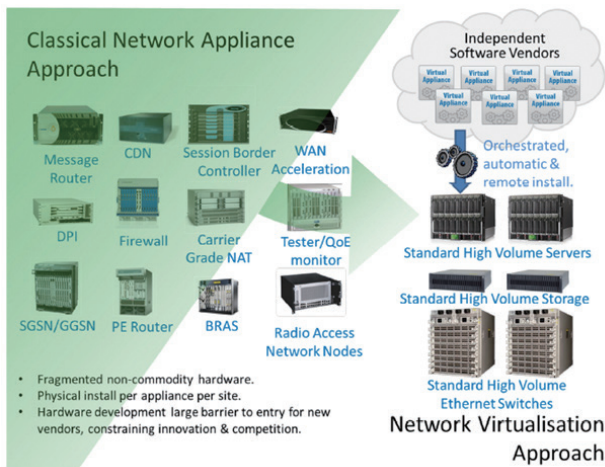 Classical Network Appliance
Approach
Message
Router
CDN
Session Border
Controller
WAN
Acceleration
DPI
Firewall
Carrier
Grade NAT
Tester/QoE
monitor
SGSN/GGSN
PE Router
BRAS
Radio Access
Network Nodes
• Fragmented non-commodity hardware.
• Physical install per appliance per site.
• Hardware development large barrier to entry for new
vendors, constraining innovation & competition.
Independent
Software Vendors
Virtual
Appliance
Virtual
Appliance
Virtual
Appliance
Virtual
Appliance
Virtual
Appliance
Virtual
Appliance
Virtual
Appliance
Orchestrated,
automatic &
remote install.
Standard High Volume Servers
Standard High Volume Storage
Standard High Volume
Ethernet Switches
Network Virtualisation
Approach